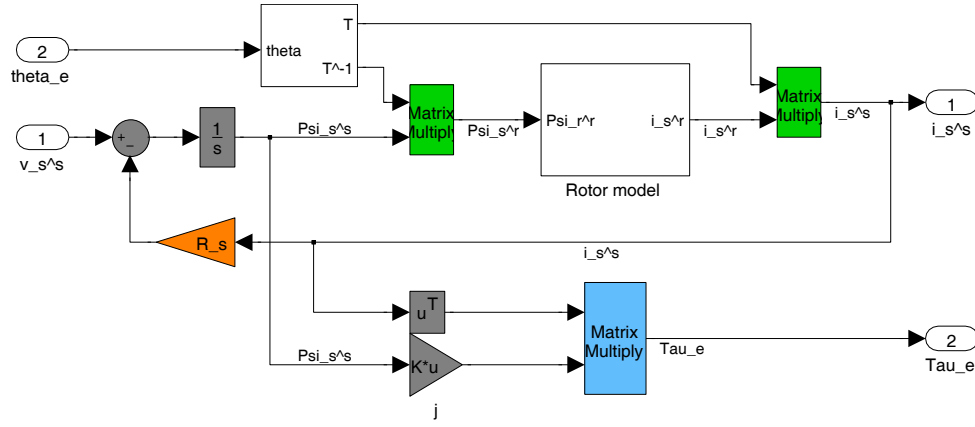 T
2
theta
theta_e
T^-1
Matrix
Multiply
Matrix
Multiply
1
1
s
Psi_s^s
Psi_s^r
Psi_r^r
i_s^r
i_s^r
i_s^s
1
+
-
v_s^s
i_s^s
Rotor model
R_s
i_s^s
u^T
Matrix
Multiply
2
Psi_s^s
K*u
Tau_e
Tau_e
j